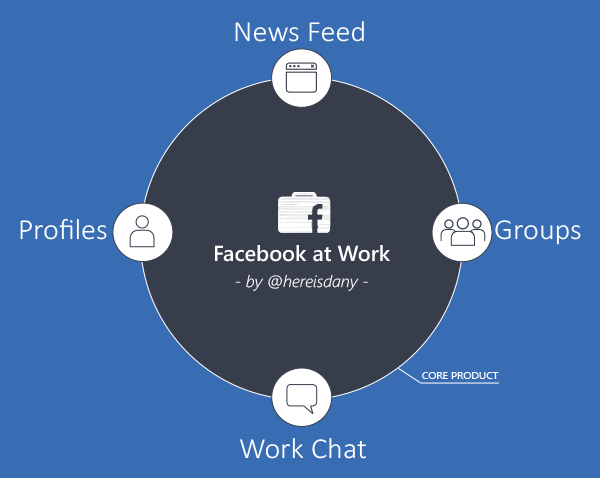 News Feed
Profiles
Groups
Facebook at Work
- by @hereisdany -
CORE PRODUCT
Work Chat